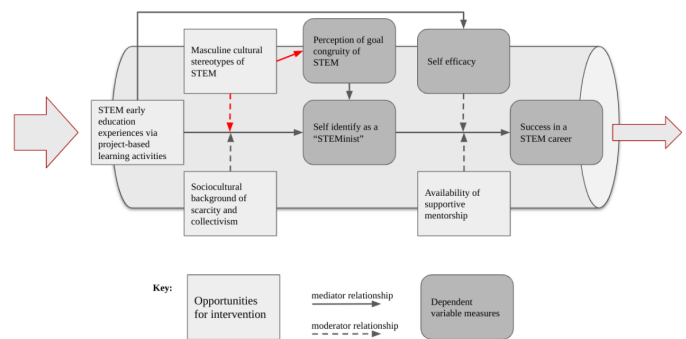 Masculine cultural
stereotypes of
STEM
Perception of goal
congruity of
STEM
Self efficacy
STEM early
education
experiences via
project-based
learning activities
Self identify as a
“STEMinist”
Success in a
STEM career
Sociocultural
background of
scarcity and
collectivism
Availability of
supportive
mentorship
Key:
Opportunities
for intervention
mediator relationship
moderator relationship
Dependent
variable measures